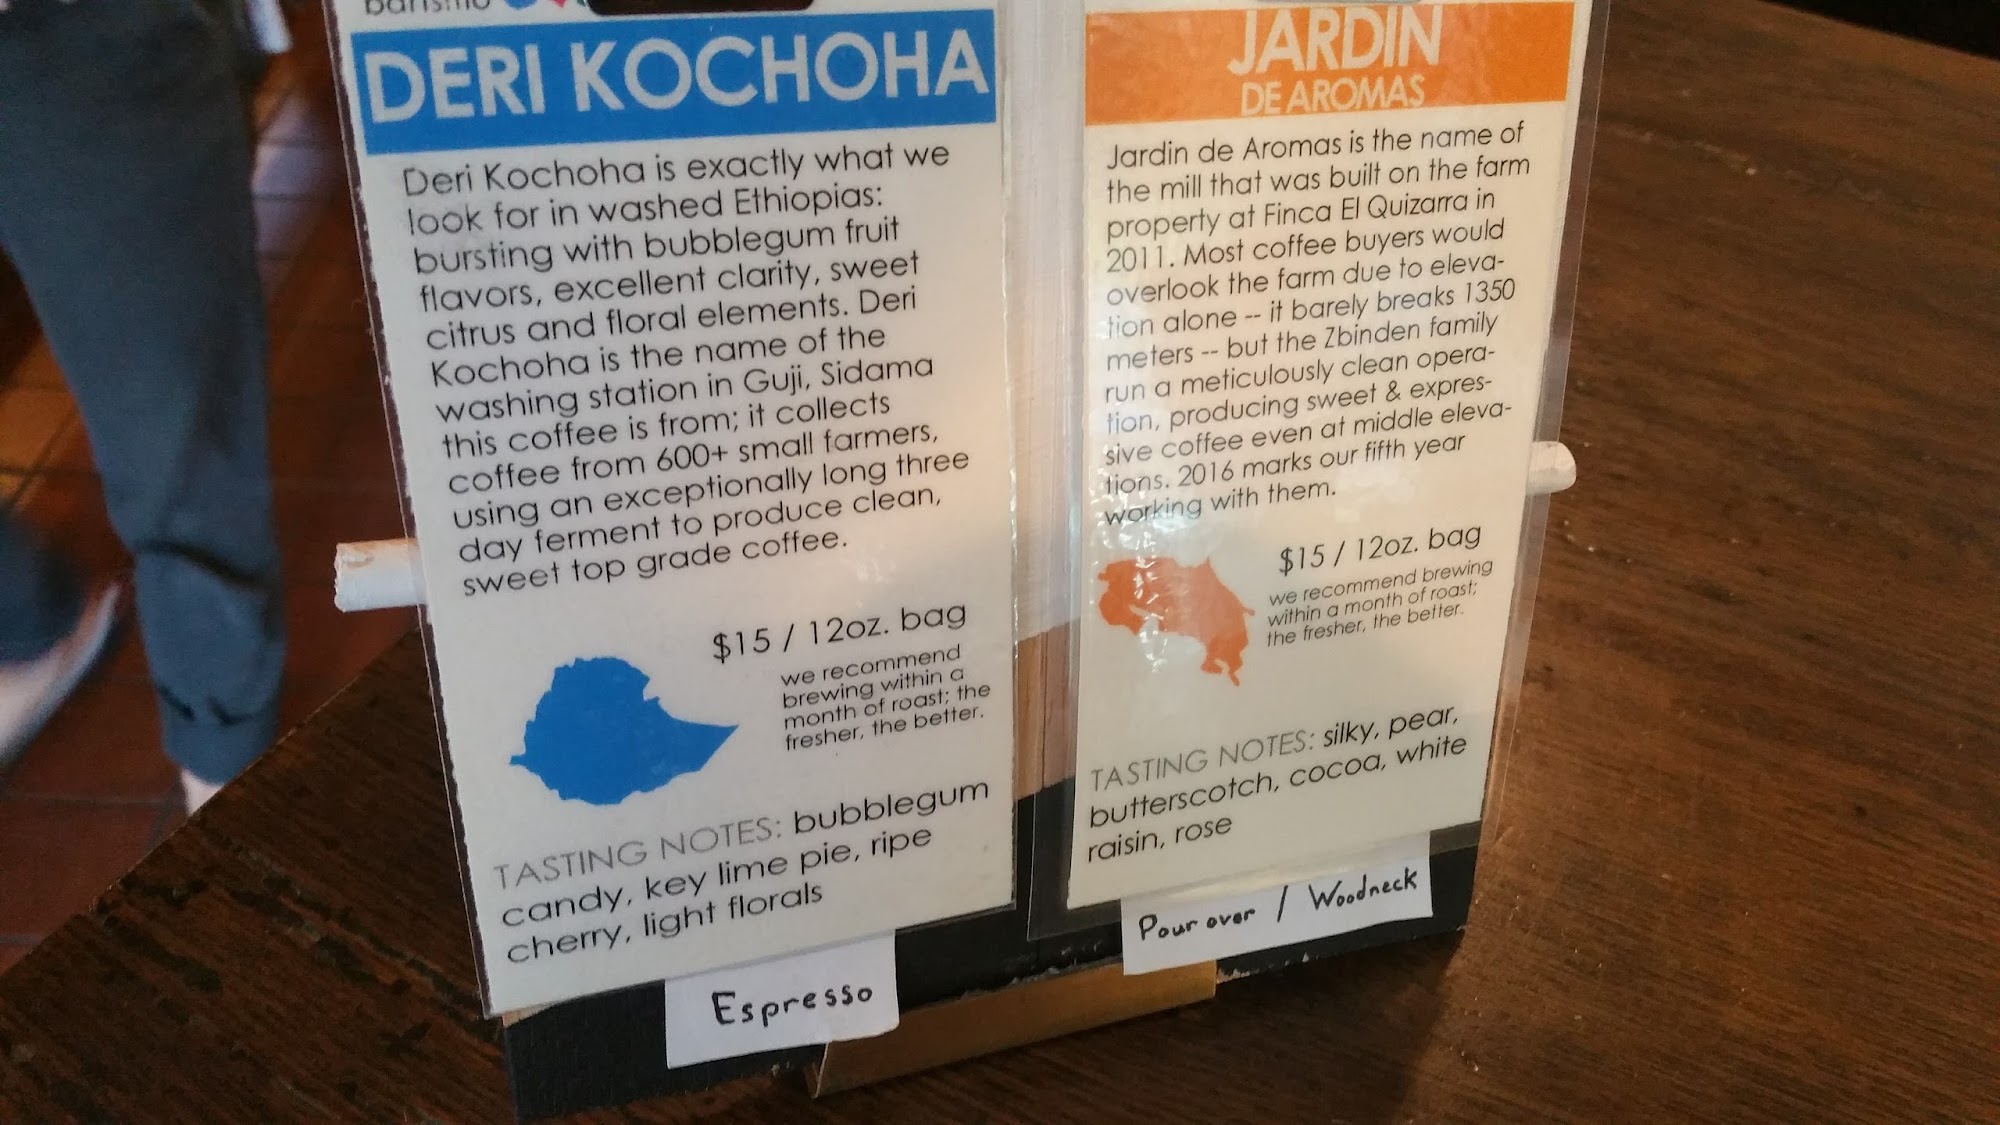 barismo
DERI KOCHOHA
Deri Kochoha is exactly what we
look for in washed Ethiopias:
bursting with bubblegum fruit
flavors, excellent clarity, sweet
citrus and floral elements. Deri
Kochoha is the name of the
washing station in Guji, Sidama
this coffee is from; it collects
coffee from 600+ small farmers,
using an exceptionally long three
day ferment to produce clean,
sweet top grade coffee.
$15 / 12oz. bag
we recommend
brewing within a
month of roast; the
fresher, the better.
TASTING NOTES: bubblegum
candy, key lime pie, ripe
cherry, light florals
Espresso
JARDIN
DE AROMAS
Jardin de Aromas is the name of
the mill that was built on the farm
property at Finca El Quizarra in
2011. Most coffee buyers would
overlook the farm due to eleva-
tion alone -- it barely breaks 1350
meters -- but the Zbinden family
run a meticulously clean opera-
tion, producing sweet & expres-
sive coffee even at middle eleva-
tions. 2016 marks our fifth year
working with them.
$15 / 12oz. bag
we recommend brewing
within a month of roast;
the fresher, the better.
TASTING NOTES: silky, pear,
butterscotch, cocoa, white
raisin, rose
Pour over / Woodneck